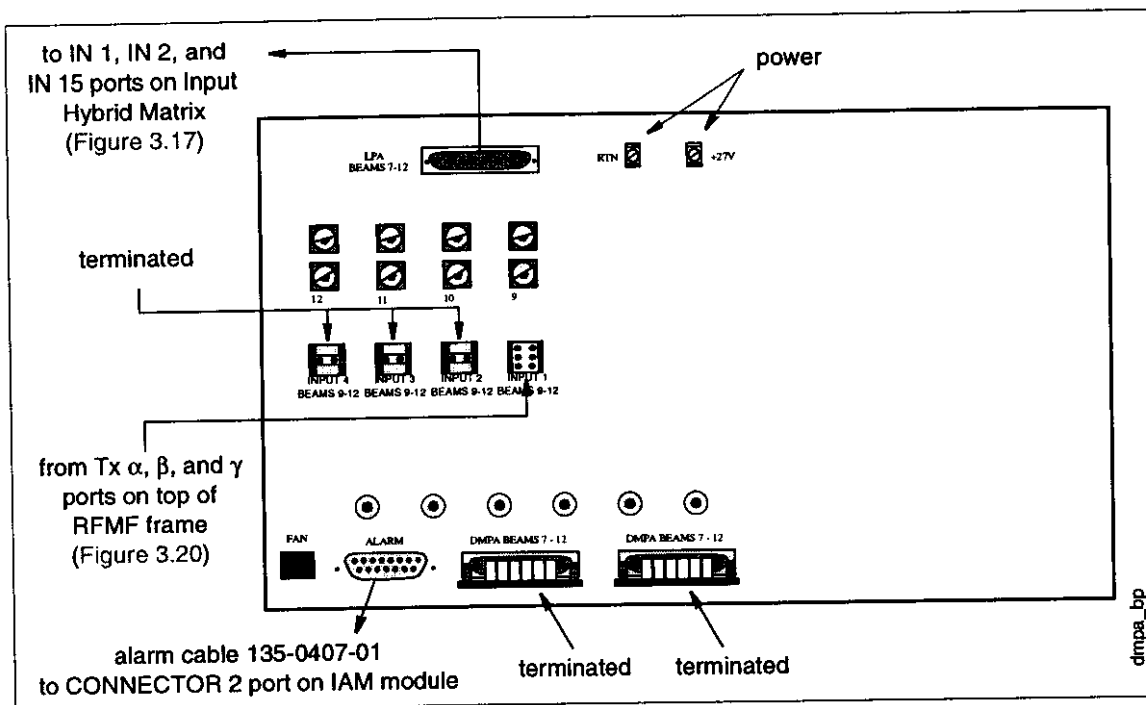 to IN 1, IN 2, and
IN 15 ports on Input
Hybrid Matrix
(Figure 3.17)
power
LPA
BEAMS 7-12
RTN
+27V
terminated
12
11
10
9
INPUT 4
BEAMS 9-12
INPUT 3
BEAMS 9-12
INPUT 2
BEAMS 9-12
INPUT 1
BEAMS 9-12
from Tx α, β, and γ
ports on top of
RFMF frame
(Figure 3.20)
FAN
ALARM
DMPA BEAMS 7 - 12
DMPA BEAMS 7 - 12
alarm cable 135-0407-01
to CONNECTOR 2 port on IAM module
terminated
terminated
dmpa_bp